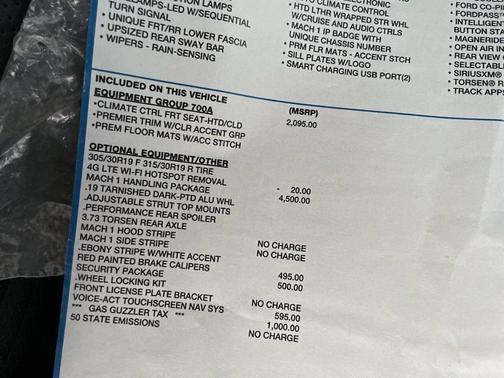 LAMPS-LED W/SEQUENTIAL
TURN SIGNAL
• UNIQUE FRT/RR LOWER FASCIA
• UPSIZED REAR SWAY BAR
• WIPERS - RAIN-SENSING
CLIMATE CONTROL
• HTD LTHR WRAPPED STR WHL
W/CRUISE AND AUDIO CTRLS
• MACH 1 IP BADGE WITH
UNIQUE CHASSIS NUMBER
• PRM FLR MATS - ACCENT STCH
• SILL PLATES W/LOGO
• SMART CHARGING USB PORT(2)
• FORD CO-PI
• FORDPASS
• INTELLIGEN
BUTTON STA
• MAGNERIDE
• OPEN AIR IN
• REAR VIEW
• SELECTABL
• SIRIUSXM®
• TORSEN® R
• TRACK APP
INCLUDED ON THIS VEHICLE (MSRP)
EQUIPMENT GROUP 700A 2,095.00
•CLIMATE CTRL FRT SEAT-HTD/CLD
•PREMIER TRIM W/CLR ACCENT GRP
•PREM FLOOR MATS W/ACC STITCH
OPTIONAL EQUIPMENT/OTHER
305/30R19 F 315/30R19 R TIRE
4G LTE WI-FI HOTSPOT REMOVAL - 20.00
MACH 1 HANDLING PACKAGE 4,500.00
.19 TARNISHED DARK-PTD ALU WHL
.ADJUSTABLE STRUT TOP MOUNTS
.PERFORMANCE REAR SPOILER
3.73 TORSEN REAR AXLE
MACH 1 HOOD STRIPE NO CHARGE
MACH 1 SIDE STRIPE NO CHARGE
.EBONY STRIPE W/WHITE ACCENT
RED PAINTED BRAKE CALIPERS 495.00
SECURITY PACKAGE 500.00
.WHEEL LOCKING KIT
FRONT LICENSE PLATE BRACKET NO CHARGE
VOICE-ACT TOUCHSCREEN NAV SYS 595.00
*** GAS GUZZLER TAX *** 1,000.00
50 STATE EMISSIONS NO CHARGE